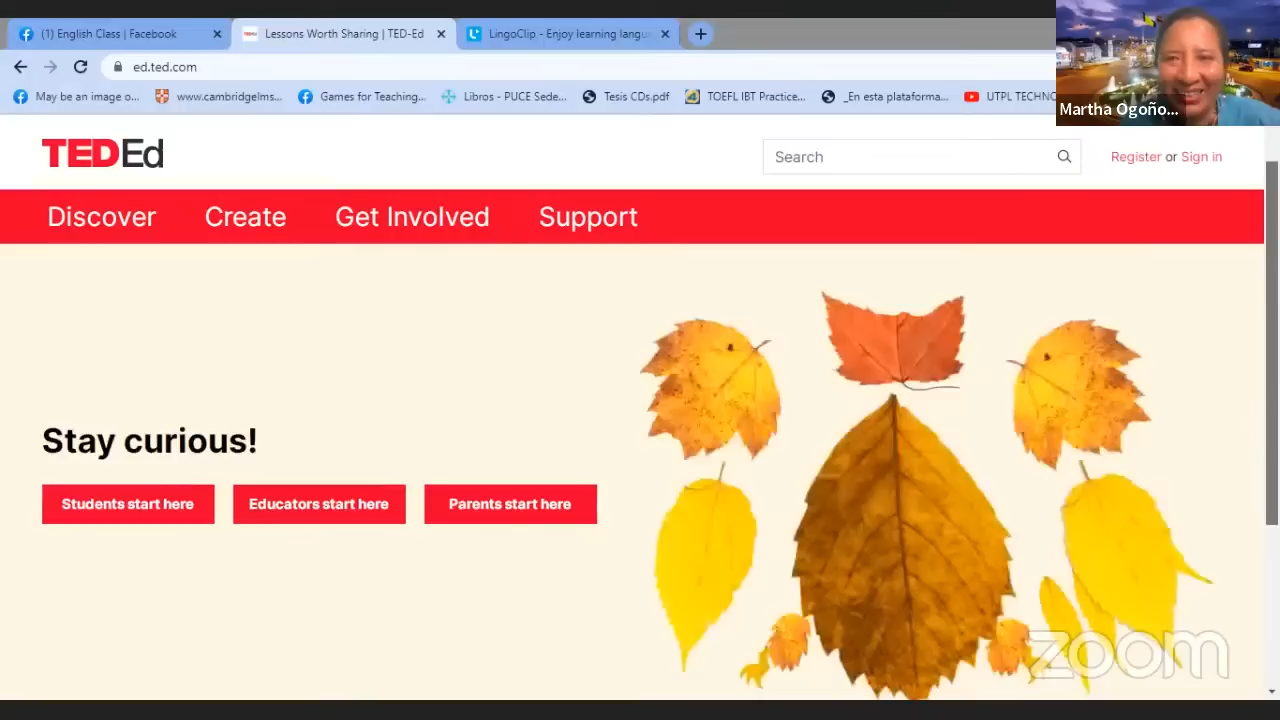 (1) English Class | Facebook
Lessons Worth Sharing | TED-Ed
LingoClip - Enjoy learning langu
ed.ted.com
May be an image o...
www.cambridgelms...
Games for Teaching...
Libros - PUCE Sede...
Tesis CDs.pdf
TOEFL IBT Practice...
_En esta plataforma...
UTPL TECHNO
Martha Ogoño...
TEDEd
Search
Register or Sign in
Discover
Create
Get Involved
Support
Stay curious!
Students start here
Educators start here
Parents start here
zoom